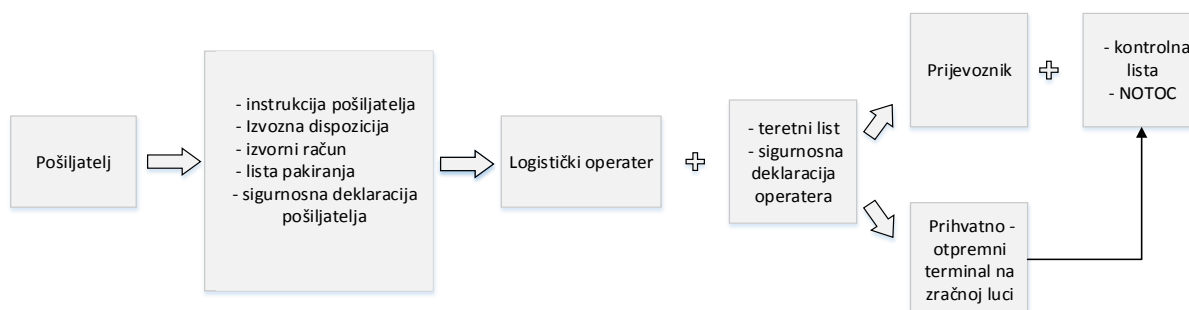 Pošiljatelj
- instrukcija pošiljatelja
- Izvozna dispozicija
- izvorni račun
- lista pakiranja
- sigurnosna deklaracija
pošiljatelja
Logistički operater
- teretni list
- sigurnosna
deklaracija
operatera
Prijevoznik
- kontrolna
lista
- NOTOC
Prihvatno -
otpremni
terminal na
zračnoj luci